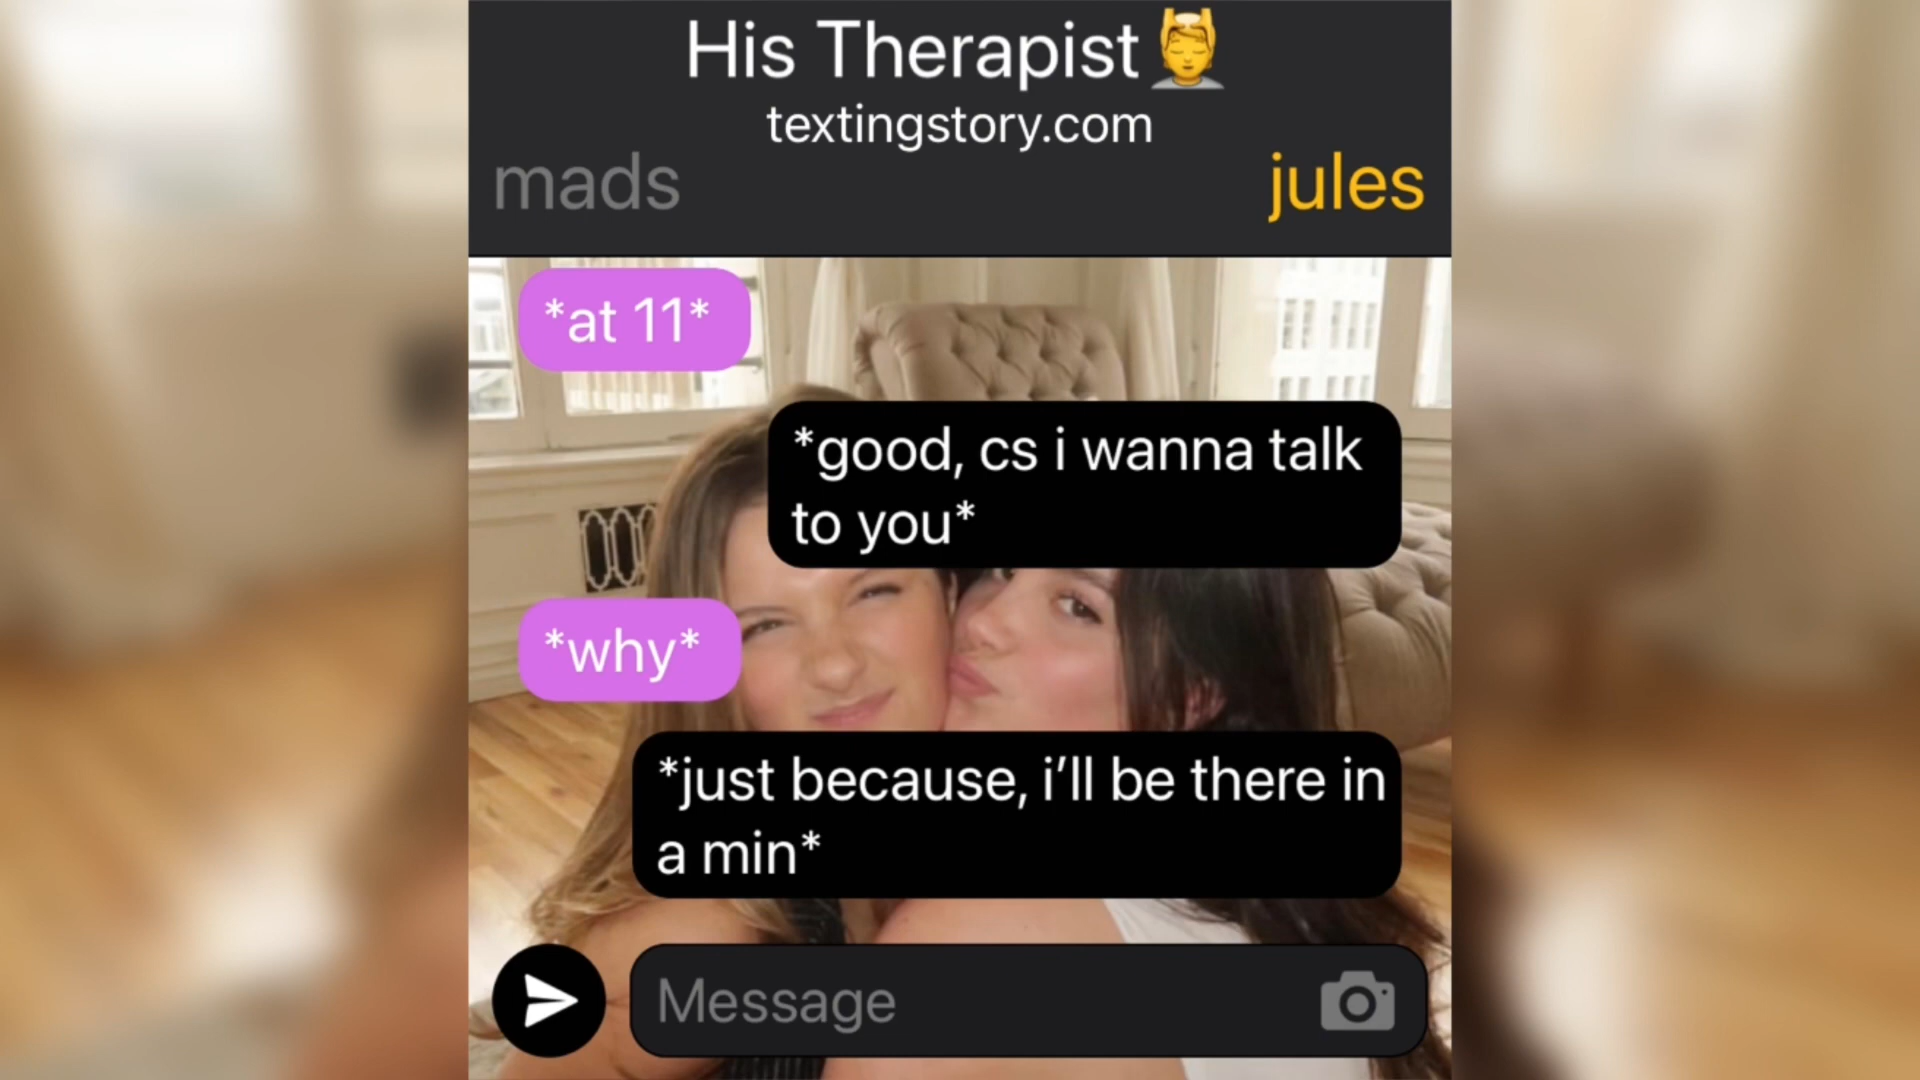 His Therapist💆
textingstory.com
mads
jules
*at 11*
*good, cs i wanna talk
to you*
*why*
*just because, i’ll be there in
a min*
Message